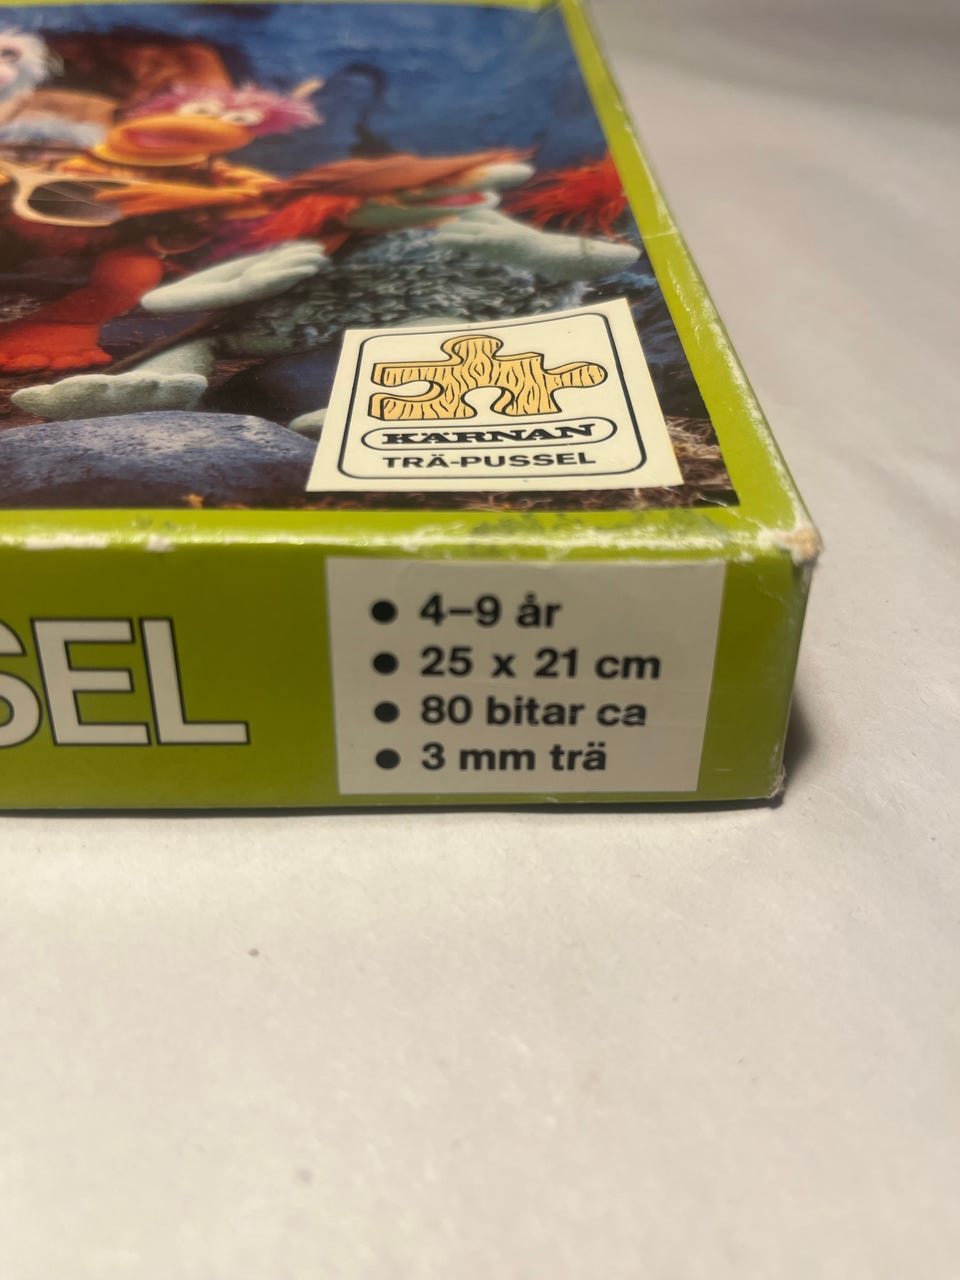 KÄRNAN
TRÄ-PUSSEL
SEL
● 4–9 år
● 25 x 21 cm
● 80 bitar ca
● 3 mm trä